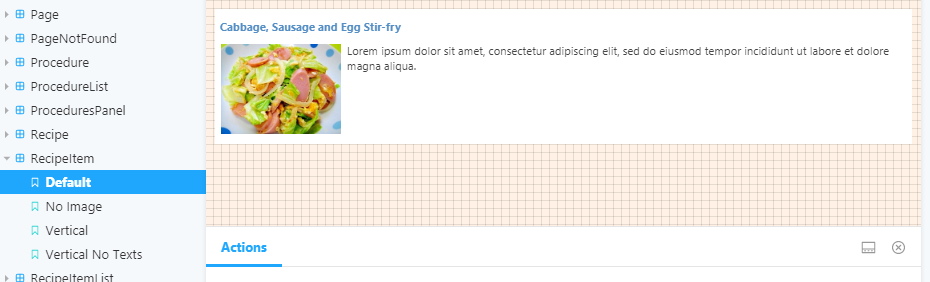 Page
PageNotFound
Procedure
ProcedureList
ProceduresPanel
Recipe
RecipeItem
Default
No Image
Vertical
Vertical No Texts
RecipeItemList
Cabbage, Sausage and Egg Stir-fry
Lorem ipsum dolor sit amet, consectetur adipiscing elit, sed do eiusmod tempor incididunt ut labore et dolore
magna aliqua.
Actions